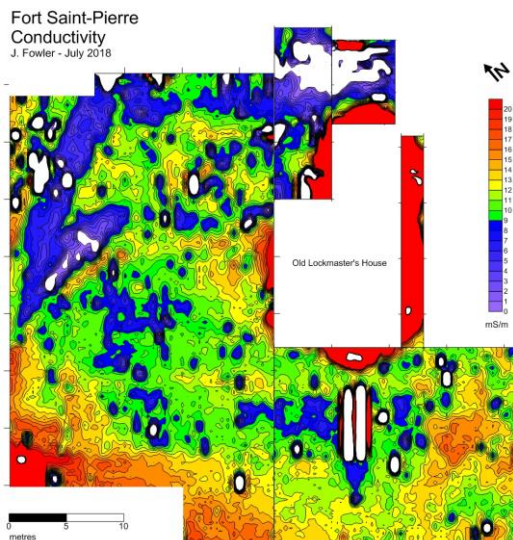 Fort Saint-Pierre
Conductivity
J. Fowler - July 2018
N
20
19
18
17
16
15
14
13
12
11
10
9
8
7
6
5
4
3
2
1
0
mS/m
Old Lockmaster's House
0 5 10
metres